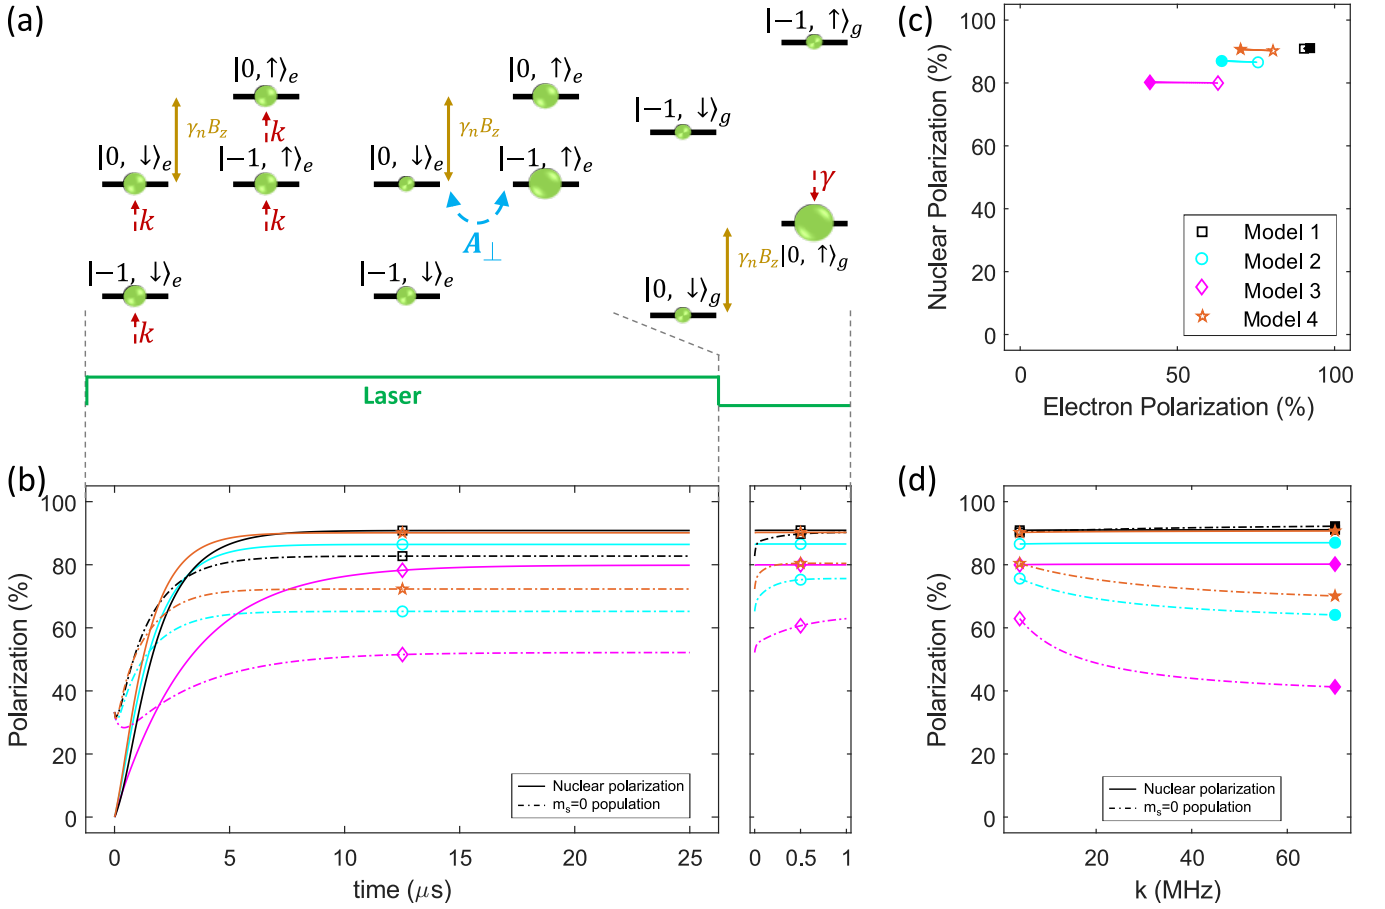 (a)
|−1, ↑⟩g
|0, ↑⟩e
|0, ↑⟩e
γnBz
k
γnBz
|−1, ↓⟩g
|0, ↓⟩e
|−1, ↑⟩e
|0, ↓⟩e
|−1, ↑⟩e
γ
k
k
A⊥
γnBz
|0, ↑⟩g
|−1, ↓⟩e
|−1, ↓⟩e
|0, ↓⟩g
k
Laser
(b)
Polarization (%)
100
80
60
40
20
0
Nuclear polarization
ms=0 population
0 5 10 15 20 25
time (μs)
0 0.5 1
(c)
Nuclear Polarization (%)
100
80
60
40
20
0
Model 1
Model 2
Model 3
Model 4
0 100
Electron Polarization (%)
(d)
Polarization (%)
100
80
60
40
20
0
Nuclear polarization
ms=0 population
20 40 60
k (MHz)